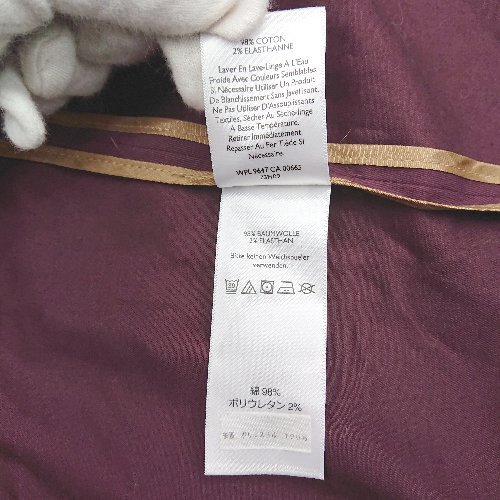 98% COTON
2% ELASTHANNE
Laver En Lave-Linge À L'Eau
Froide Avec Couleurs Semblables
Si Nécessaire Utiliser Un Produit
De Blanchissement Sans Javellisant.
Ne Pas Utiliser D'Assouplissants
Textiles, Sécher Au Sèche-Linge
A Basse Température.
Retirer Immédiatement.
Repasser Au Fer Tiède Si
Nécessaire.
WPL 9647 CA 00665
98% BAUMWOLLE
2% ELASTHAN
Bitte keinen Weichspueler
verwenden.
綿 98%
ポリウレタン 2%